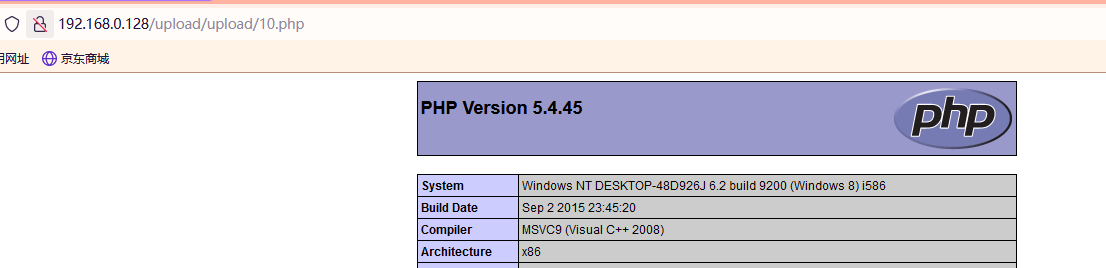 192.168.0.128/upload/upload/10.php
用网址 京东商城
PHP Version 5.4.45
php
System Windows NT DESKTOP-48D926J 6.2 build 9200 (Windows 8) i586
Build Date Sep 2 2015 23:45:20
Compiler MSVC9 (Visual C++ 2008)
Architecture x86